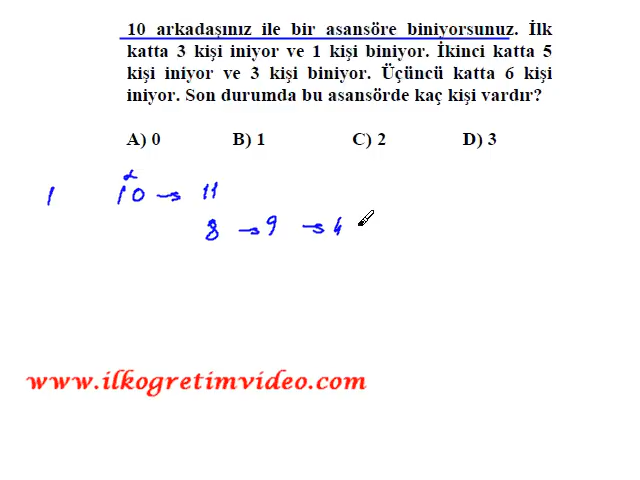 10 arkadaşınız ile bir asansöre biniyorsunuz. İlk
katta 3 kişi iniyor ve 1 kişi biniyor. İkinci katta 5
kişi iniyor ve 3 kişi biniyor. Üçüncü katta 6 kişi
iniyor. Son durumda bu asansörde kaç kişi vardır?
A) 0 B) 1 C) 2 D) 3
1 10 → 11
8 → 9 → 4
www.ilkogretimvideo.com